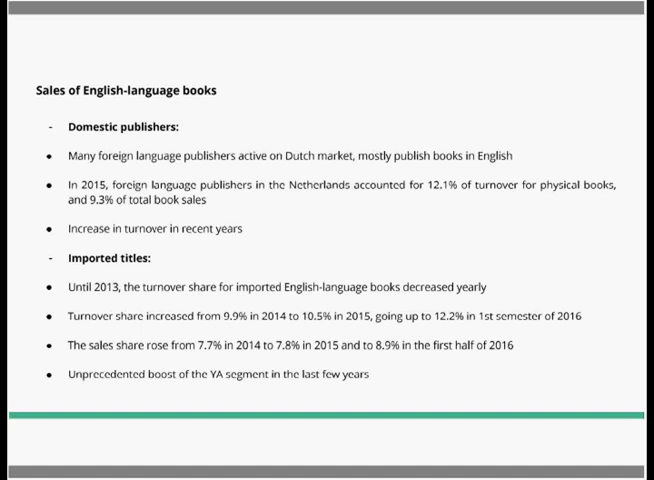 Sales of English-language books
- Domestic publishers:
• Many foreign language publishers active on Dutch market, mostly publish books in English
• In 2015, foreign language publishers in the Netherlands accounted for 12.1% of turnover for physical books,
and 9.3% of total book sales
• Increase in turnover in recent years
- Imported titles:
• Until 2013, the turnover share for imported English-language books decreased yearly
• Turnover share increased from 9.9% in 2014 to 10.5% in 2015, going up to 12.2% in 1st semester of 2016
• The sales share rose from 7.7% in 2014 to 7.8% in 2015 and to 8.9% in the first half of 2016
• Unprecedented boost of the YA segment in the last few years